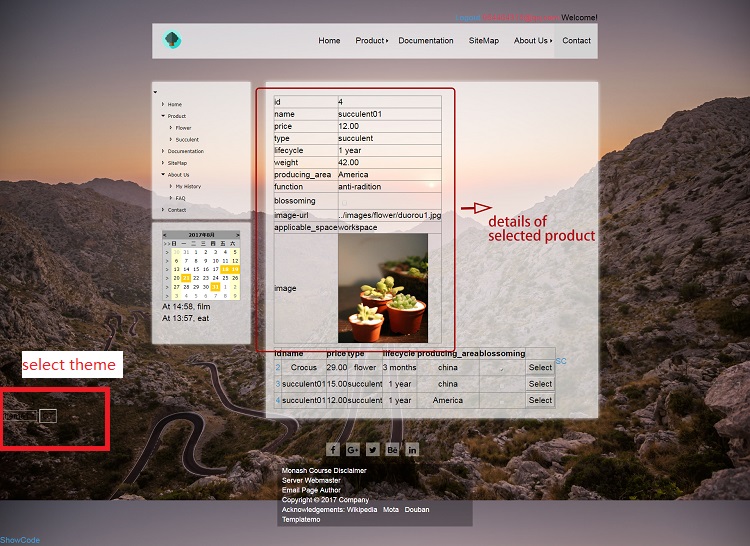 Logout
Welcome!
Home Product Documentation SiteMap About Us Contact
Home
Product
Flower
Succulent
Documentation
SiteMap
About Us
My History
FAQ
Contact
< 2017年8月 >
>> 日 一 二 三 四 五 六
> 30 31 1 2 3 4 5
> 6 7 8 9 10 11 12
> 13 14 15 16 17 18 19
> 20 21 22 23 24 25 26
> 27 28 29 30 31 1 2
> 3 4 5 6 7 8 9
At 14:58, film
At 13:57, eat
id 4
name succulent01
price 12.00
type succulent
lifecycle 1 year
weight 42.00
producing_area America
function anti-radition
blossoming
image-url ../images/flower/duorou1.jpg
applicable_space workspace
image
details of
selected product
id name price type lifecycle producing_area blossoming
2 Crocus 29.00 flower 3 months china Select
SC
3 succulent01 15.00 succulent 1 year china Select
4 succulent01 12.00 succulent 1 year America Select
select theme
Monash Course Disclaimer
Server Webmaster
Email Page Author
Copyright © 2017 Company
Acknowledgements: Wikipedia Mota Douban
Templatemo
ShowCode